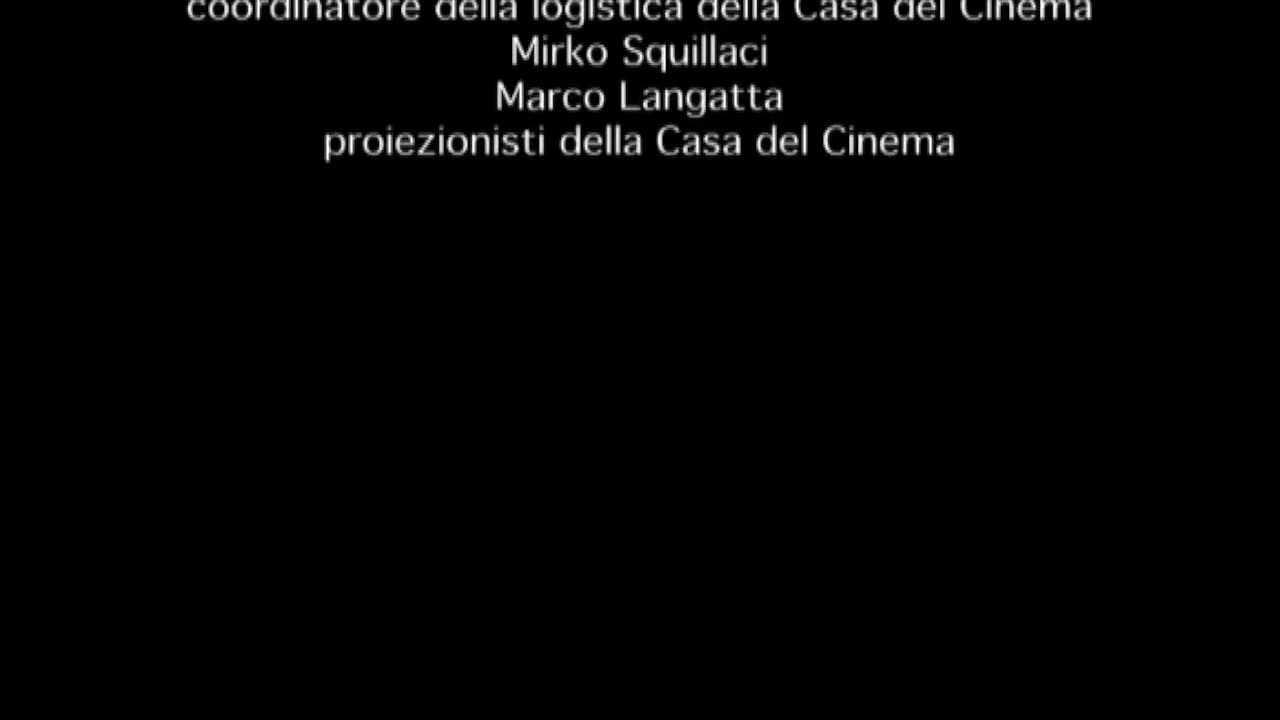 coordinatore della logistica della Casa del Cinema
Mirko Squillaci
Marco Langatta
proiezionisti della Casa del Cinema